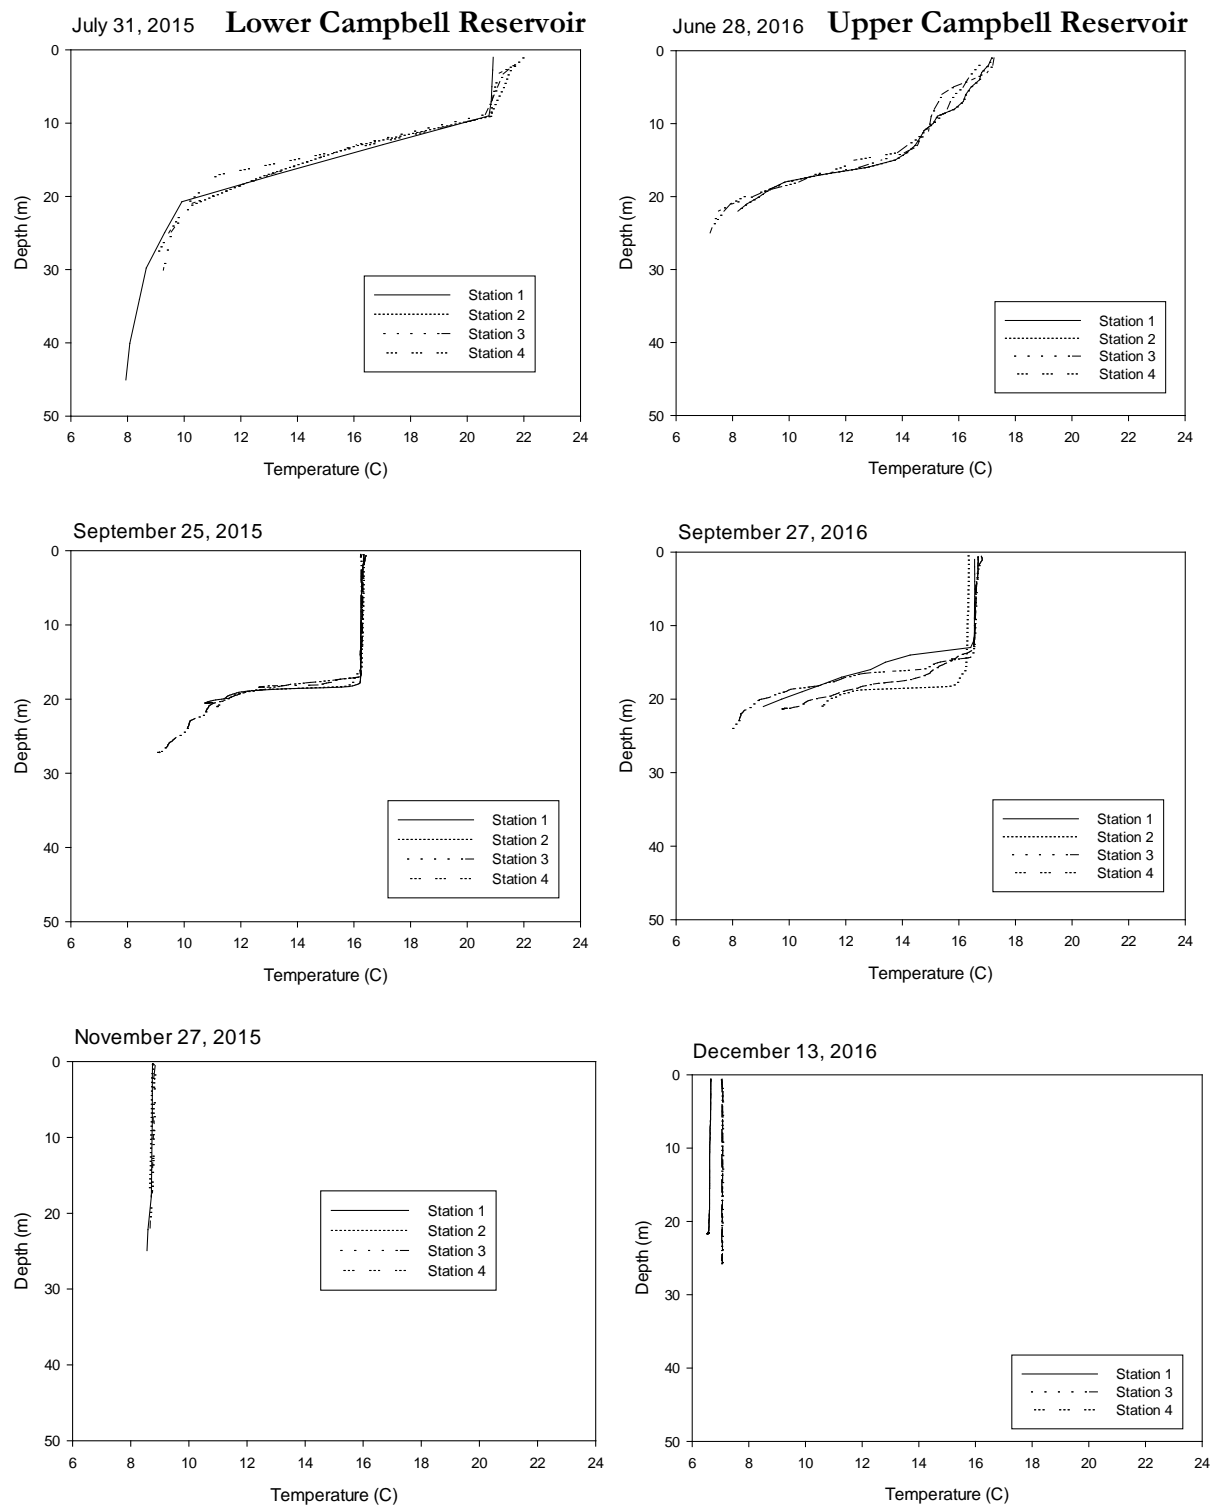 July 31, 2015 Lower Campbell Reservoir
0
10
20
30
40
50
Depth (m)
Station 1
Station 2
Station 3
Station 4
6 8 10 12 14 16 18 20 22 24
Temperature (C)
June 28, 2016 Upper Campbell Reservoir
0
10
20
30
40
50
Depth (m)
Station 1
Station 2
Station 3
Station 4
6 8 10 12 14 16 18 20 22 24
Temperature (C)
September 25, 2015
0
10
20
30
40
50
Depth (m)
Station 1
Station 2
Station 3
Station 4
6 8 10 12 14 16 18 20 22 24
Temperature (C)
September 27, 2016
0
10
20
30
40
50
Depth (m)
Station 1
Station 2
Station 3
Station 4
6 8 10 12 14 16 18 20 22 24
Temperature (C)
November 27, 2015
0
10
20
30
40
50
Depth (m)
Station 1
Station 2
Station 3
Station 4
6 8 10 12 14 16 18 20 22 24
Temperature (C)
December 13, 2016
0
10
20
30
40
50
Depth (m)
Station 1
Station 3
Station 4
6 8 10 12 14 16 18 20 22 24
Temperature (C)